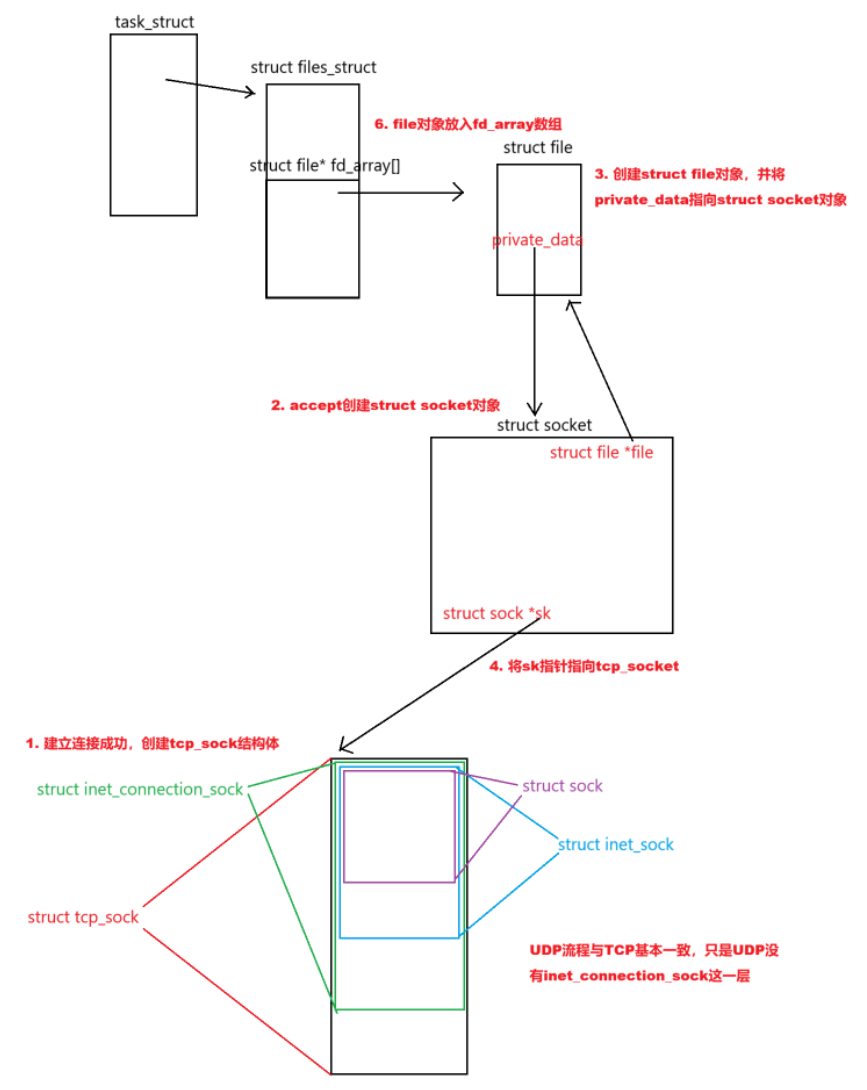 task_struct
struct files_struct
6. file对象放入fd_array数组
struct file* fd_array[]
struct file
3. 创建struct file对象，并将
private_data指向struct socket对象
private_data
2. accept创建struct socket对象
struct socket
struct file *file
struct sock *sk
4. 将sk指针指向tcp_socket
1. 建立连接成功，创建tcp_sock结构体
struct inet_connection_sock
struct sock
struct inet_sock
struct tcp_sock
UDP流程与TCP基本一致，只是UDP没
有inet_connection_sock这一层